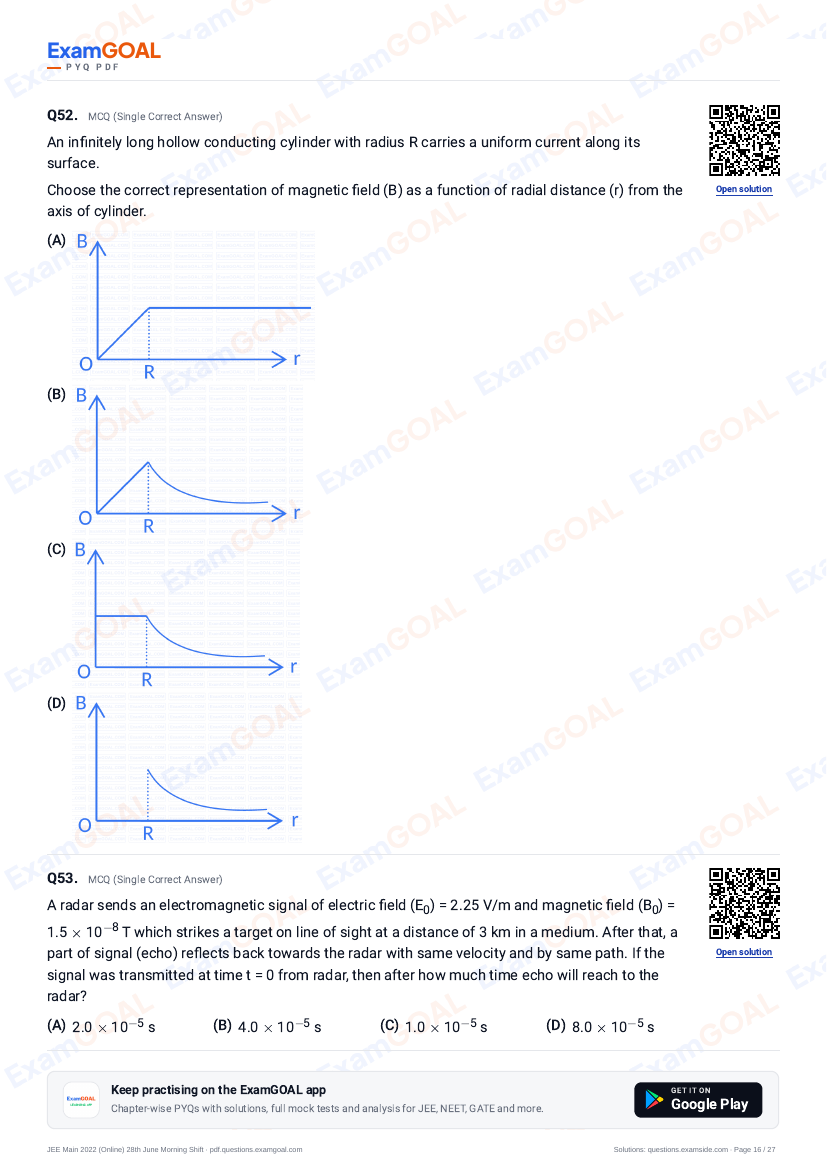 ExamGOAL
PYQ PDF
Q52. MCQ (Single Correct Answer)
An infinitely long hollow conducting cylinder with radius R carries a uniform current along its
surface.
Choose the correct representation of magnetic field (B) as a function of radial distance (r) from the
axis of cylinder.
Open solution
(A) B
O R r
(B) B
O R r
(C) B
O R r
(D) B
O R r
Q53. MCQ (Single Correct Answer)
A radar sends an electromagnetic signal of electric field (E₀) = 2.25 V/m and magnetic field (B₀) =
1.5 × 10⁻⁸ T which strikes a target on line of sight at a distance of 3 km in a medium. After that, a
part of signal (echo) reflects back towards the radar with same velocity and by same path. If the
signal was transmitted at time t = 0 from radar, then after how much time echo will reach to the
radar?
Open solution
(A) 2.0 × 10⁻⁵ s (B) 4.0 × 10⁻⁵ s (C) 1.0 × 10⁻⁵ s (D) 8.0 × 10⁻⁵ s
ExamGOAL
Keep practising on the ExamGOAL app
Chapter-wise PYQs with solutions, full mock tests and analysis for JEE, NEET, GATE and more.
GET IT ON
Google Play
JEE Main 2022 (Online) 28th June Morning Shift · pdf.questions.examgoal.com
Solutions: questions.examside.com · Page 16 / 27